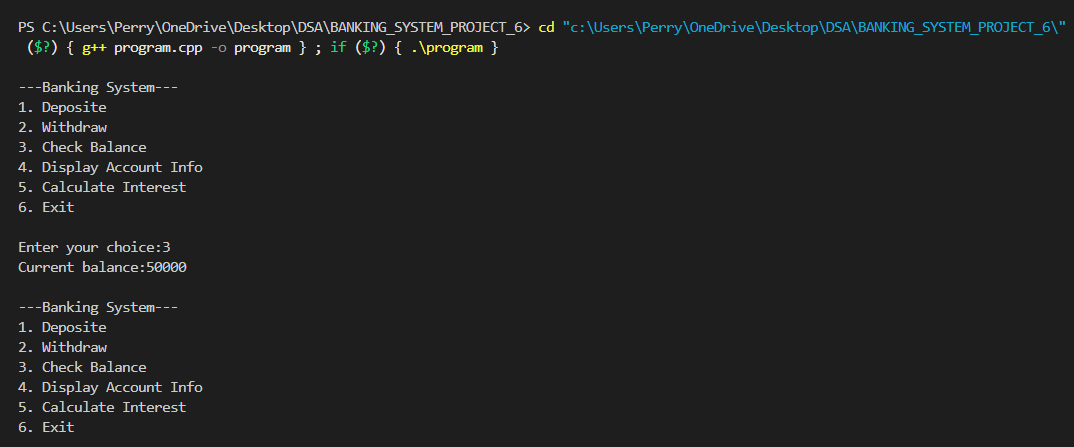 PS C:\Users\Perry\OneDrive\Desktop\DSA\BANKING_SYSTEM_PROJECT_6> cd "c:\Users\Perry\OneDrive\Desktop\DSA\BANKING_SYSTEM_PROJECT_6\"
($?) { g++ program.cpp -o program } ; if ($?) { .\program }
---Banking System---
1. Deposite
2. Withdraw
3. Check Balance
4. Display Account Info
5. Calculate Interest
6. Exit
Enter your choice:3
Current balance:50000
---Banking System---
1. Deposite
2. Withdraw
3. Check Balance
4. Display Account Info
5. Calculate Interest
6. Exit